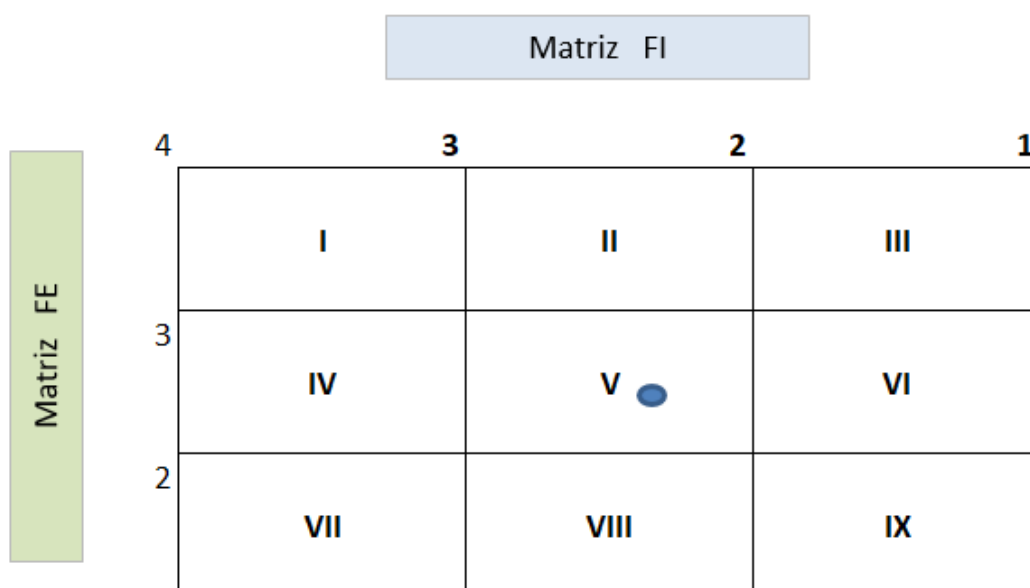 Matriz FI
4 3 2 1
Matriz FE
I II III
3
IV V VI
2
VII VIII IX